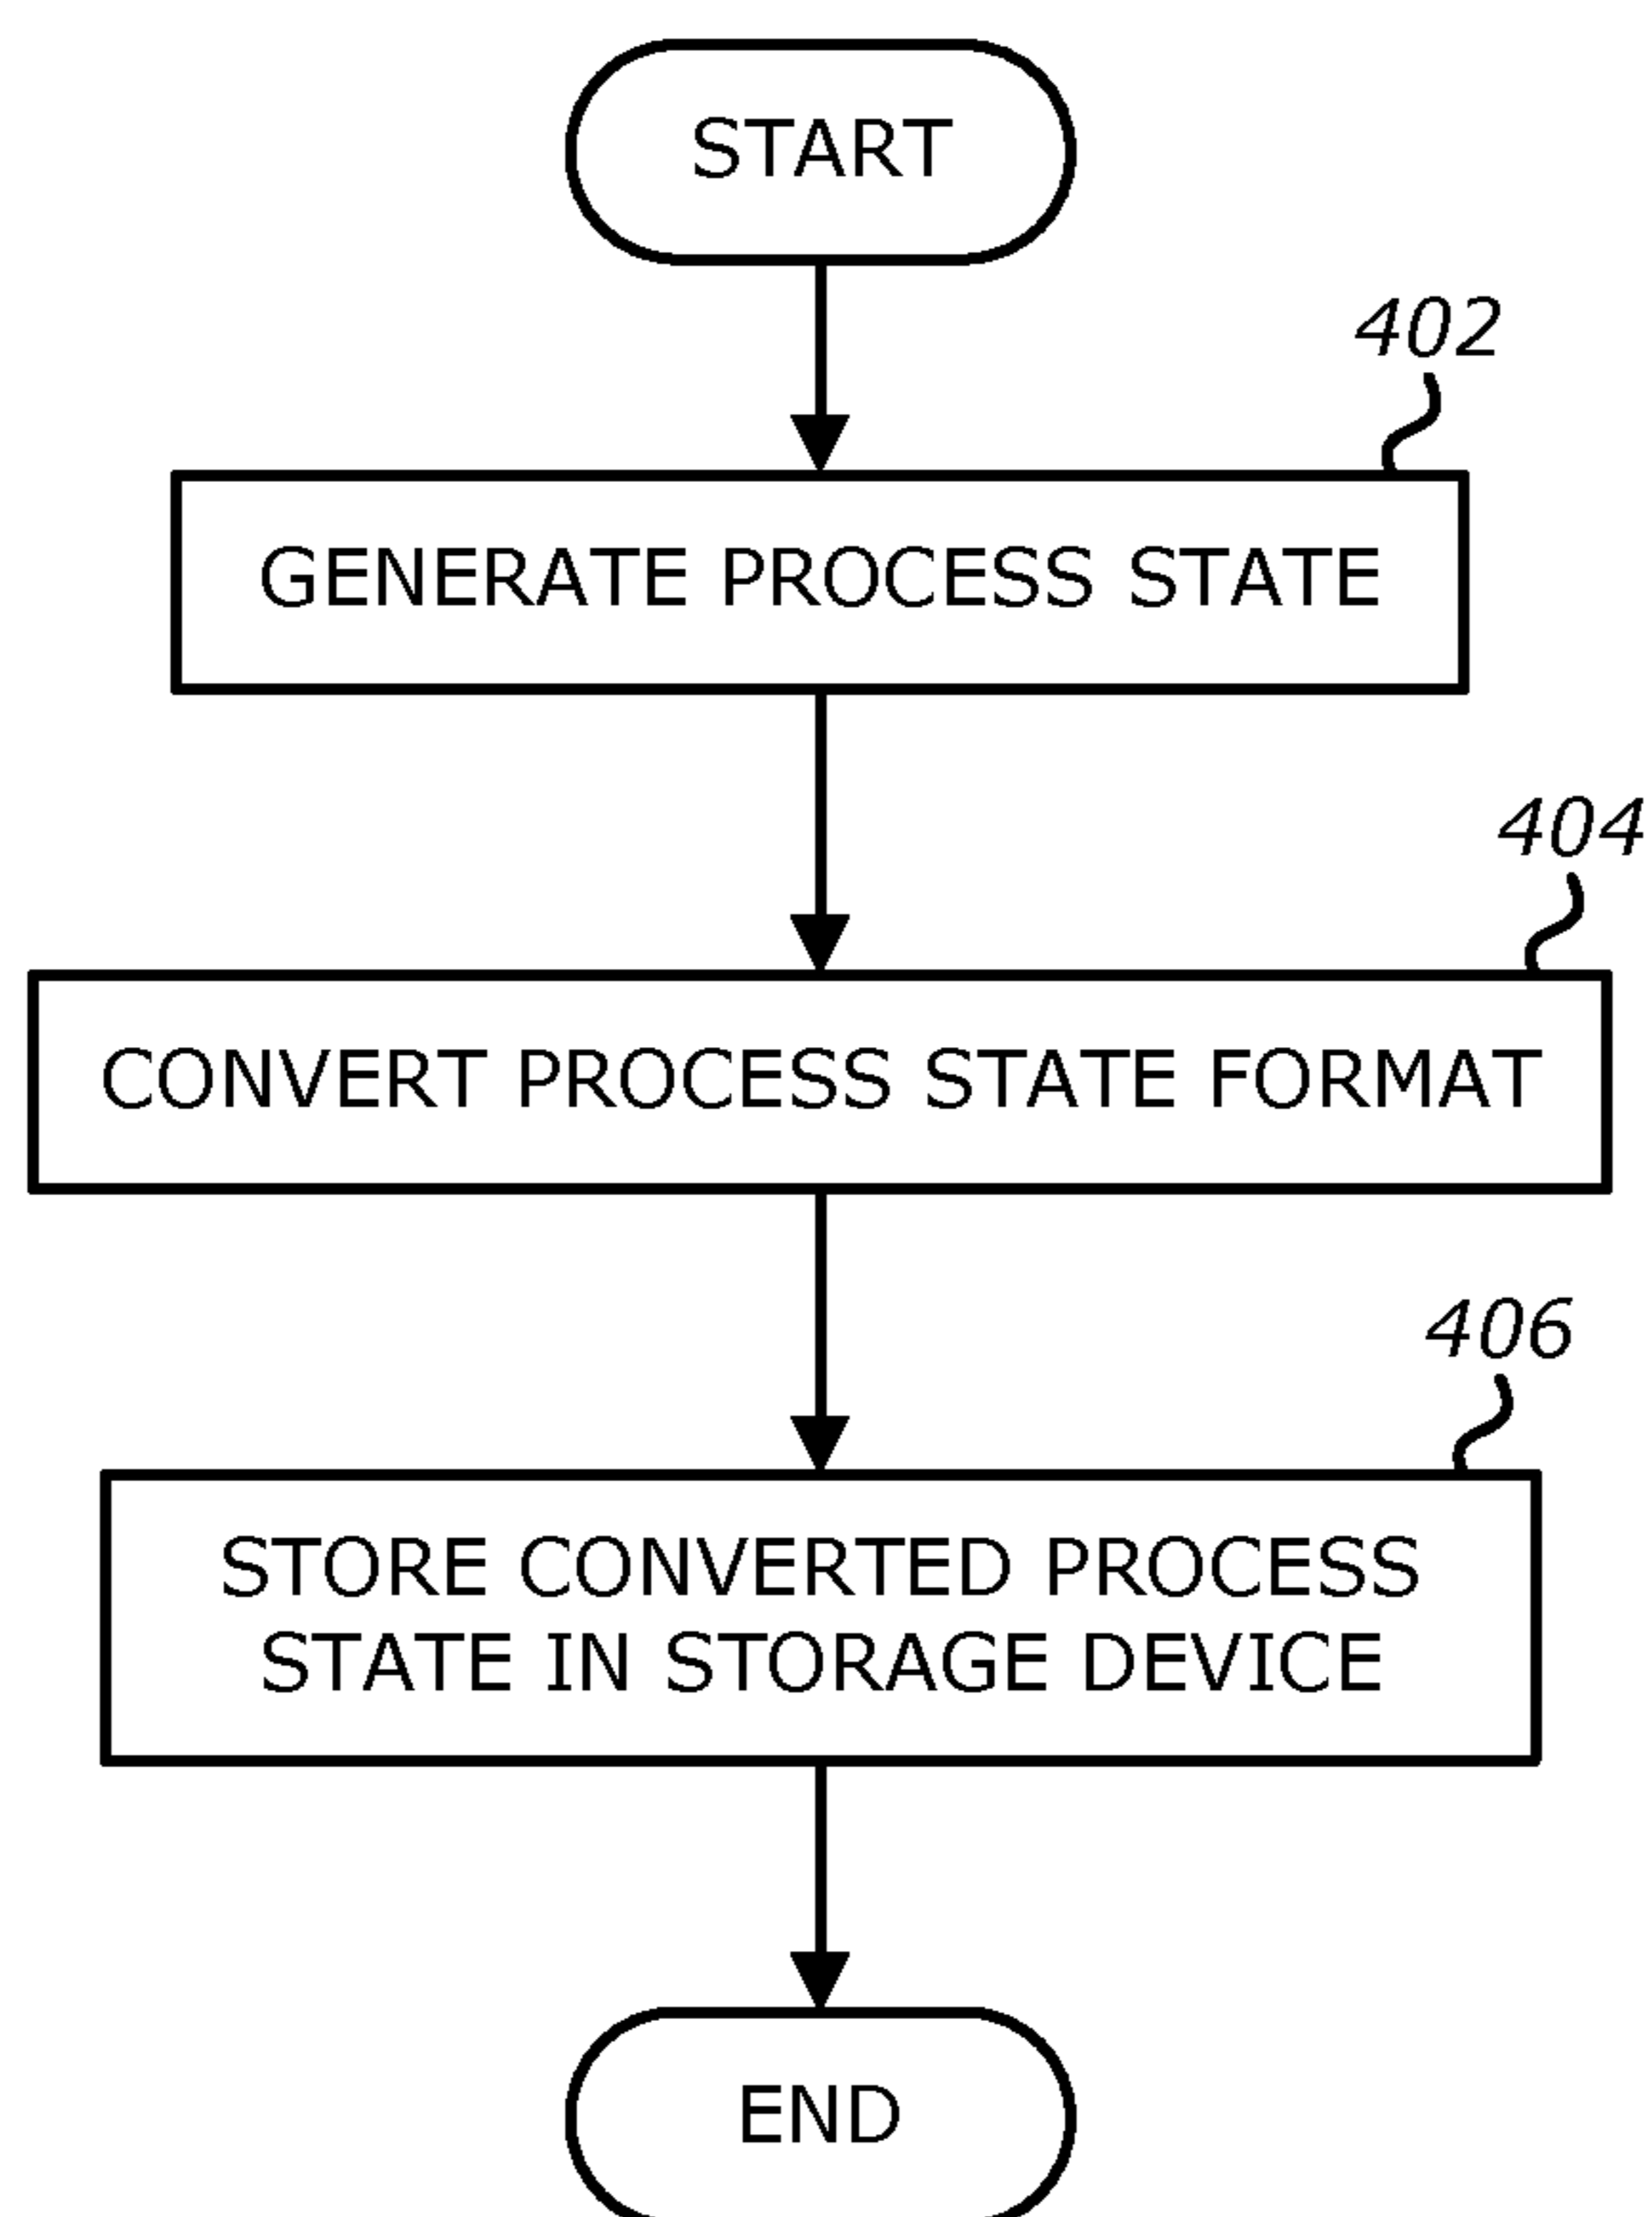 START
402
GENERATE PROCESS STATE
404
CONVERT PROCESS STATE FORMAT
406
STORE CONVERTED PROCESS
STATE IN STORAGE DEVICE
END